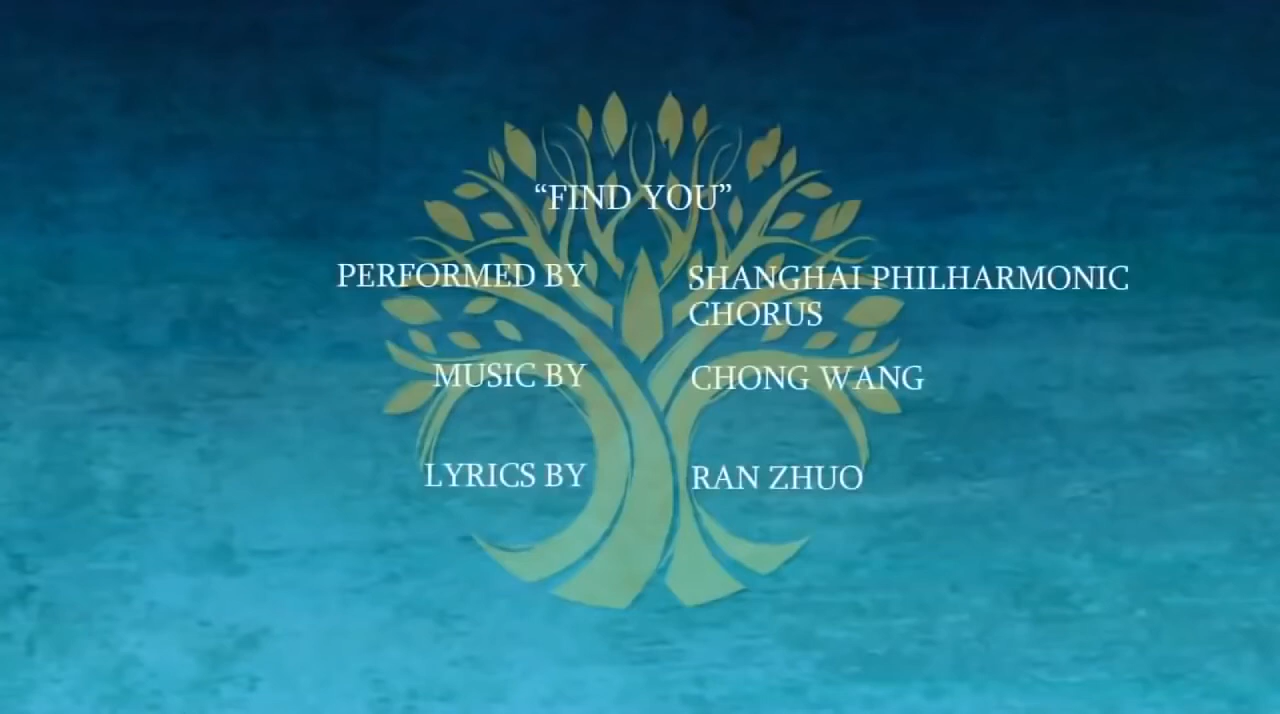 “FIND YOU”
PERFORMED BY SHANGHAI PHILHARMONIC
CHORUS
MUSIC BY CHONG WANG
LYRICS BY RAN ZHUO